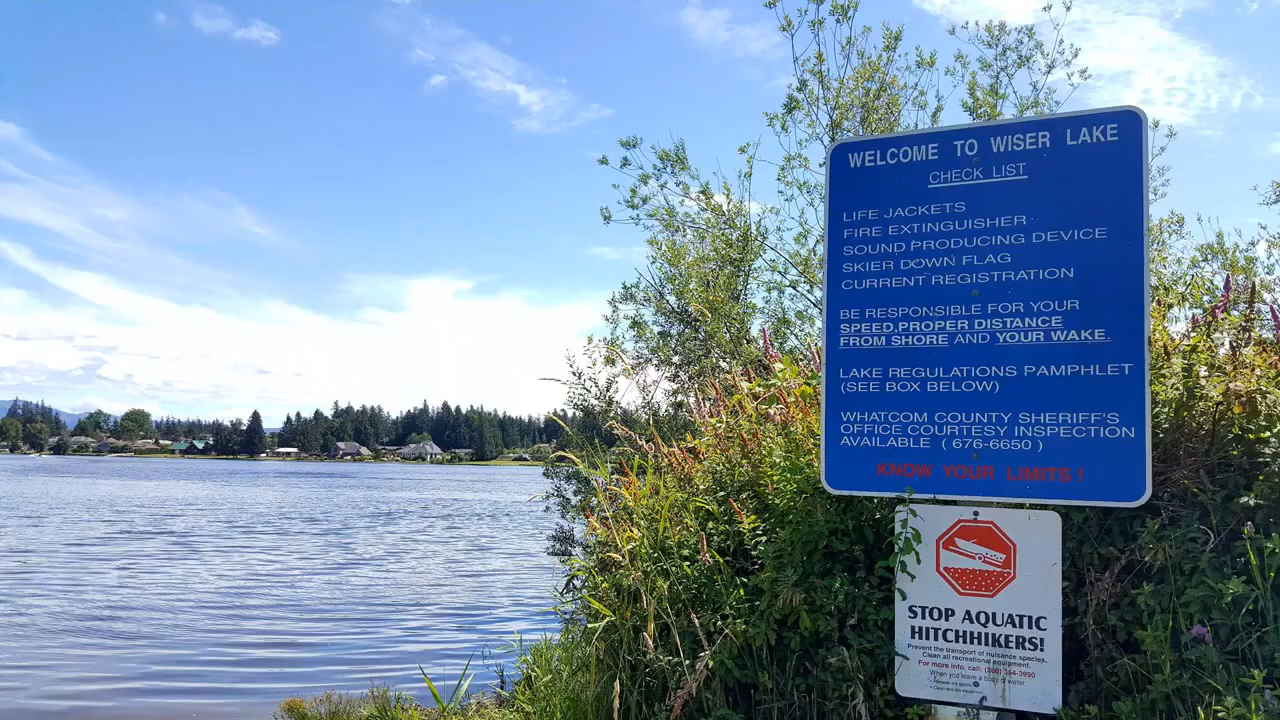 WELCOME TO WISER LAKE
CHECK LIST
LIFE JACKETS
FIRE EXTINGUISHER
SOUND PRODUCING DEVICE
SKIER DOWN FLAG
CURRENT REGISTRATION
BE RESPONSIBLE FOR YOUR
SPEED,PROPER DISTANCE
FROM SHORE AND YOUR WAKE.
LAKE REGULATIONS PAMPHLET
(SEE BOX BELOW)
WHATCOM COUNTY SHERIFF'S
OFFICE COURTESY INSPECTION
AVAILABLE ( 676-6650 )
KNOW YOUR LIMITS !
STOP AQUATIC
HITCHHIKERS!
Prevent the transport of nuisance species.
Clean all recreational equipment.
For more info. call: (360) 354-3990
When you leave a body of water: